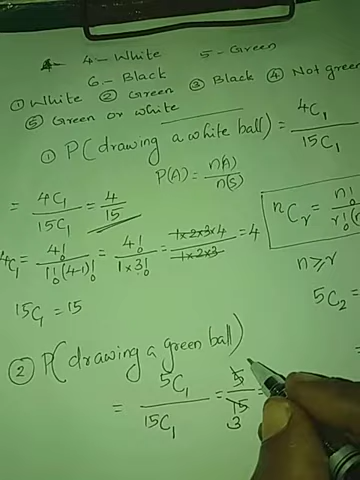 4 - White 5 - Green
6 - Black
① White ② Green ③ Black ④ Not green
⑤ Green or white
① P(drawing a white ball) = 4C₁ / 15C₁
P(A) = n(A) / n(S)
= 4C₁ / 15C₁ = 4 / 15
4C₁ = 4! / 1!(4-1)! = 4! / 1×3! = 1×2×3×4 / 1×2×3 = 4
nCᵣ = n! / r!(n
n ≥ r
15C₁ = 15
5C₂ =
② P(drawing a green ball)
= 5C₁ / 15C₁ = 5 / 15 =
3